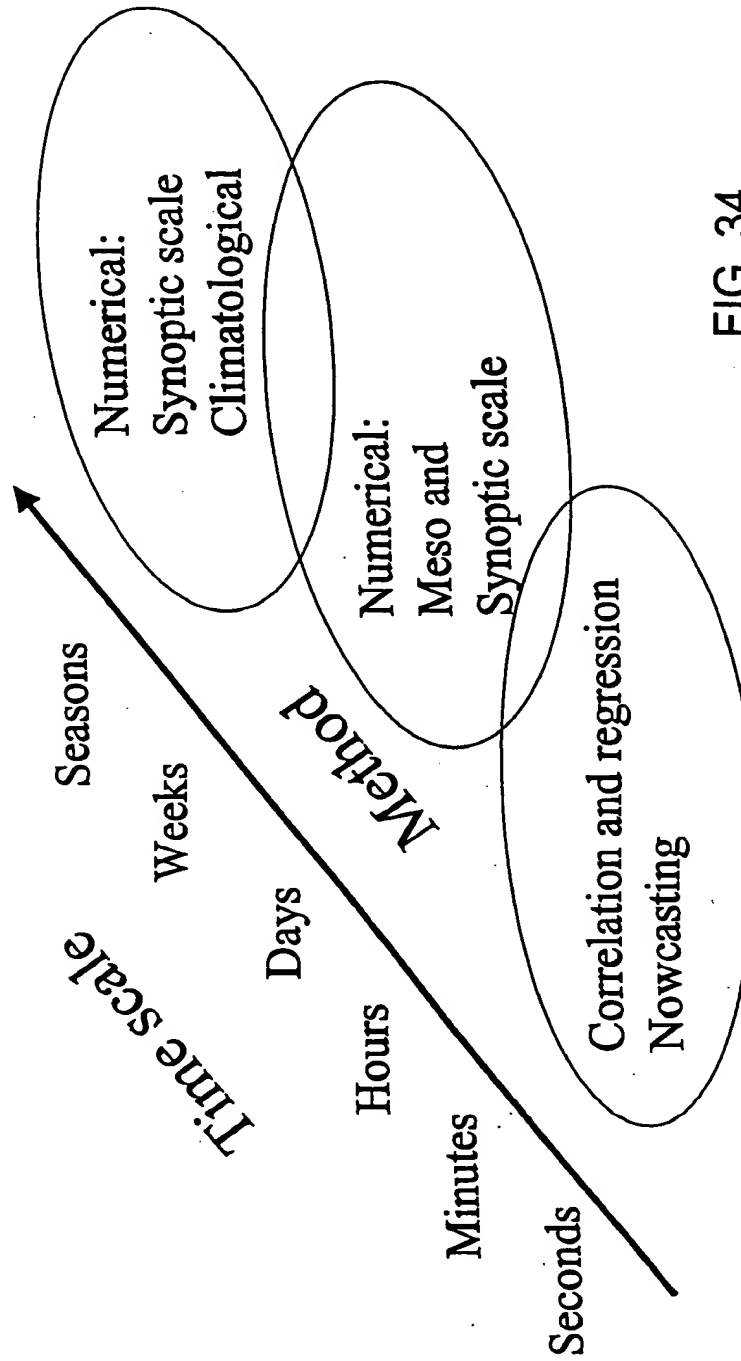 Time scale
Seconds
Minutes
Hours
Days
Weeks
Seasons
Method
Numerical:
Synoptic scale
Climatological
Numerical:
Meso and
Synoptic scale
Correlation and regression
Nowcasting
FIG. 34